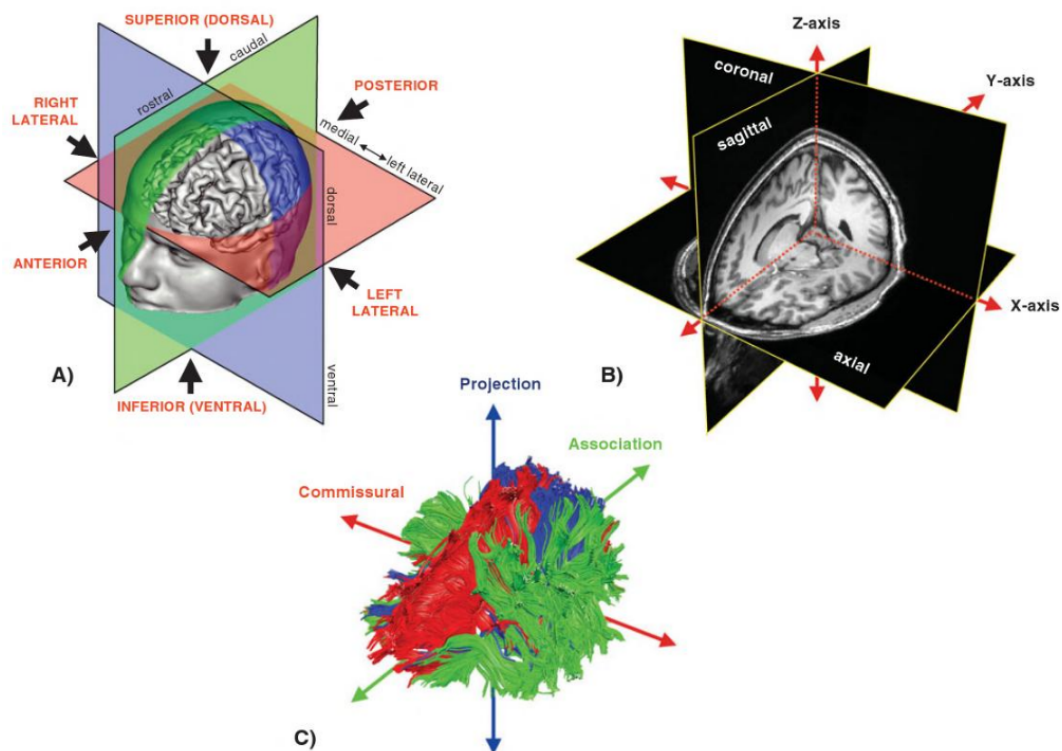 SUPERIOR (DORSAL)
caudal
rostral
POSTERIOR
RIGHT
LATERAL
medial
left lateral
dorsal
ANTERIOR
LEFT
LATERAL
ventral
A)
INFERIOR (VENTRAL)
Z-axis
coronal
Y-axis
sagittal
X-axis
axial
B)
Projection
Association
Commissural
C)